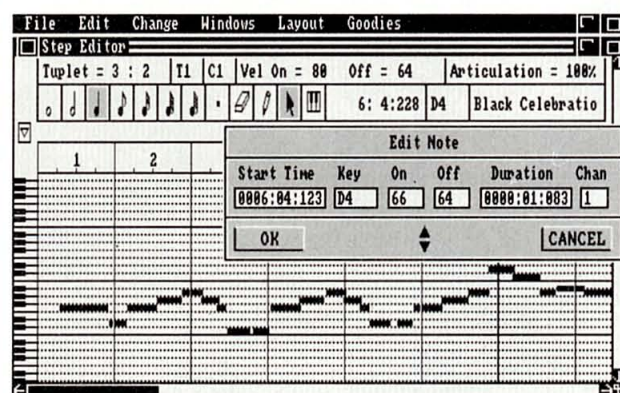 File Edit Change Windows Layout Goodies
Step Editor
Tuplet = 3 : 2 T1 C1 Vel On = 80 Off = 64 Articulation = 100%
6: 4:228 D4 Black Celebratio
Edit Note
1 2
Start Time Key On Off Duration Chan
0006:04:123 D4 66 64 0000:01:083 1
OK CANCEL